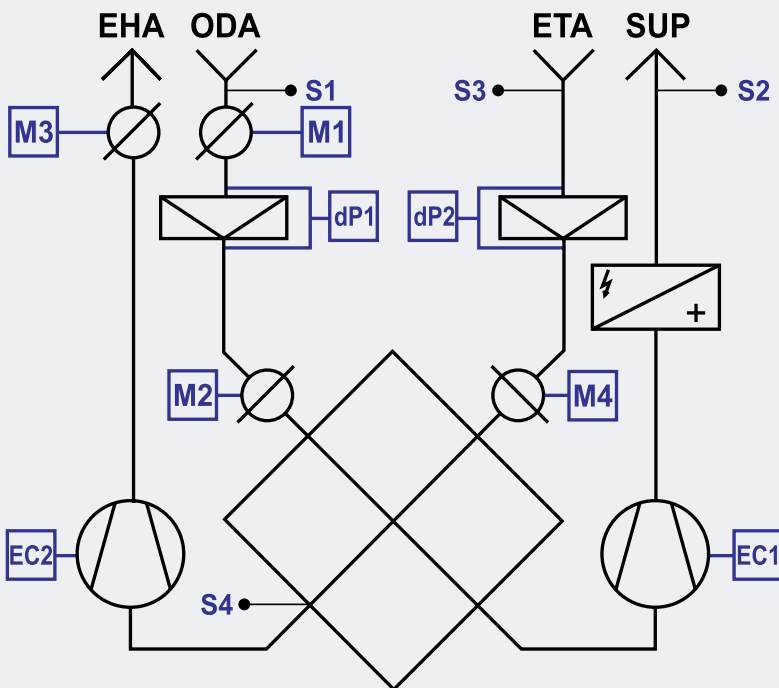 EHA ODA ETA SUP
S1 S3 S2
M3 M1
dP1 dP2
+
M2 M4
EC2 EC1
S4